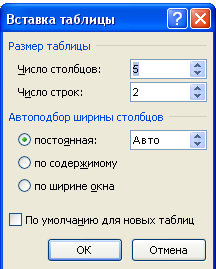 Вставка таблицы
Размер таблицы
Число столбцов: 5
Число строк: 2
Автоподбор ширины столбцов
постоянная: Авто
по содержимому
по ширине окна
По умолчанию для новых таблиц
ОК Отмена